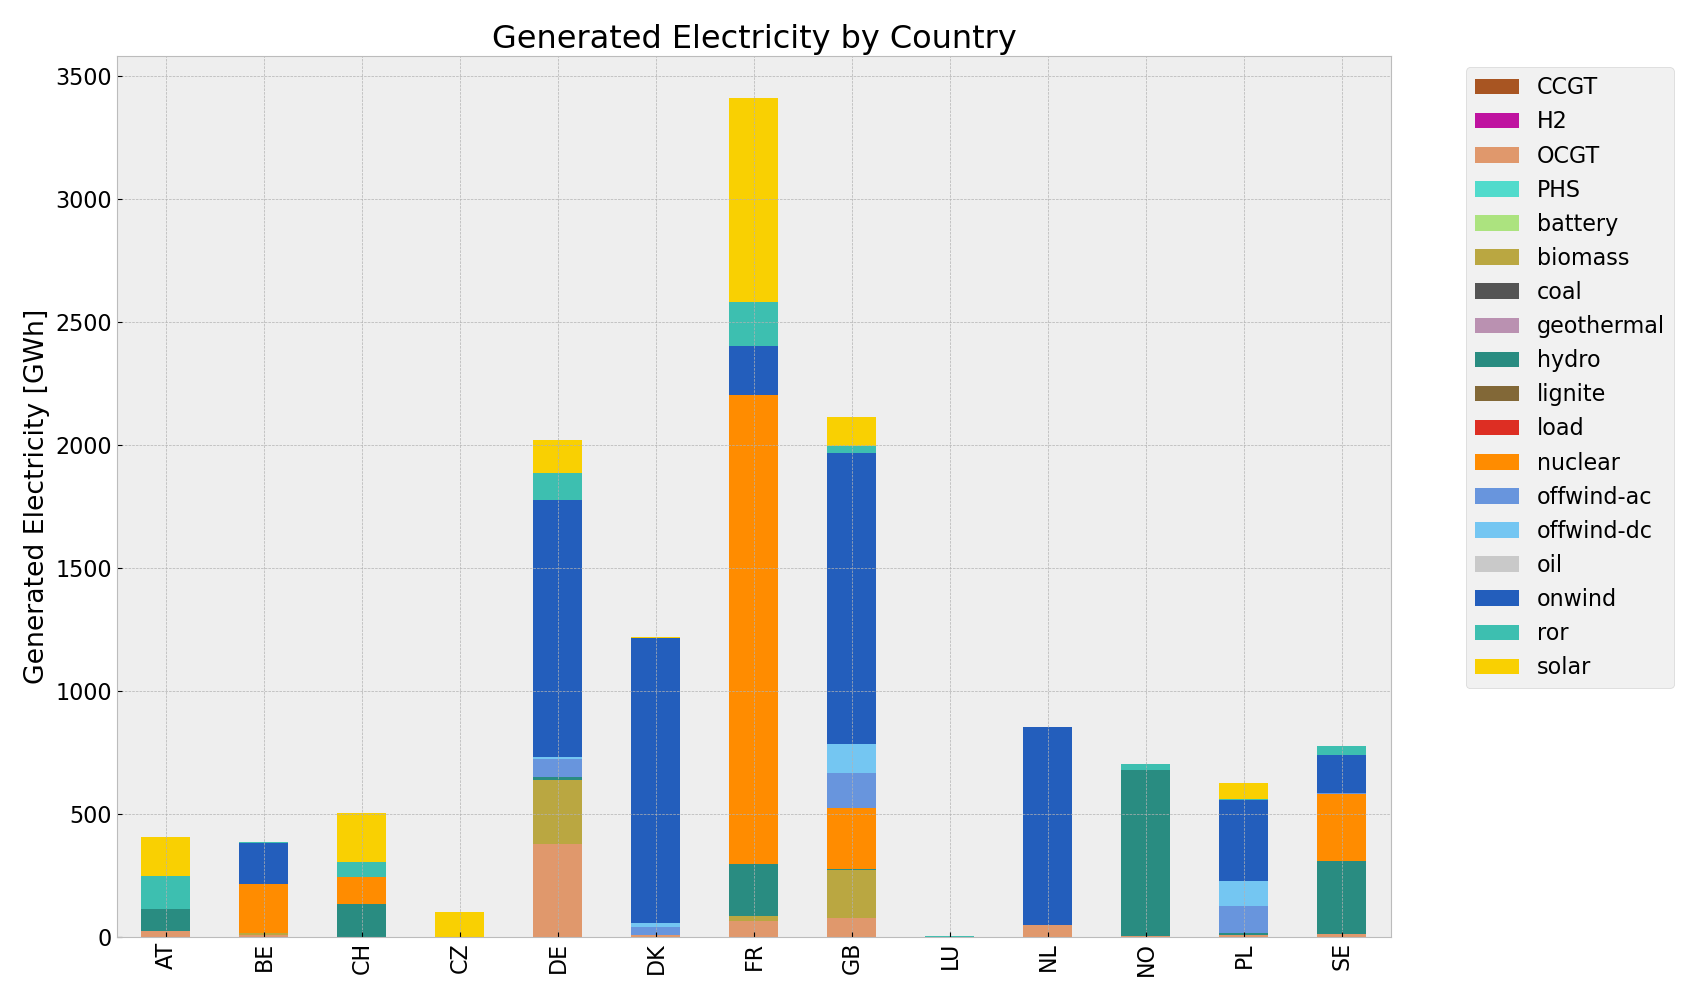 Generated Electricity by Country
Generated Electricity [GWh]
3500
3000
2500
2000
1500
1000
500
0
AT
BE
CH
CZ
DE
DK
FR
GB
LU
NL
NO
PL
SE
CCGT
H2
OCGT
PHS
battery
biomass
coal
geothermal
hydro
lignite
load
nuclear
offwind-ac
offwind-dc
oil
onwind
ror
solar